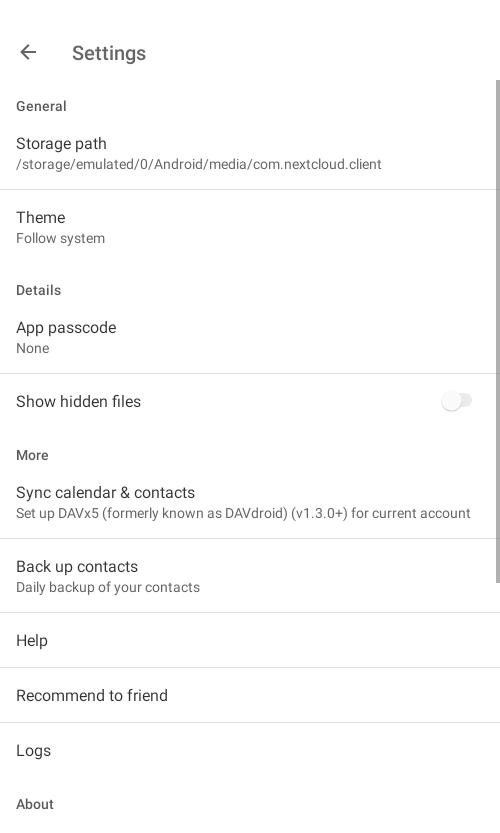 Settings
General
Storage path
/storage/emulated/0/Android/media/com.nextcloud.client
Theme
Follow system
Details
App passcode
None
Show hidden files
More
Sync calendar & contacts
Set up DAVx5 (formerly known as DAVdroid) (v1.3.0+) for current account
Back up contacts
Daily backup of your contacts
Help
Recommend to friend
Logs
About